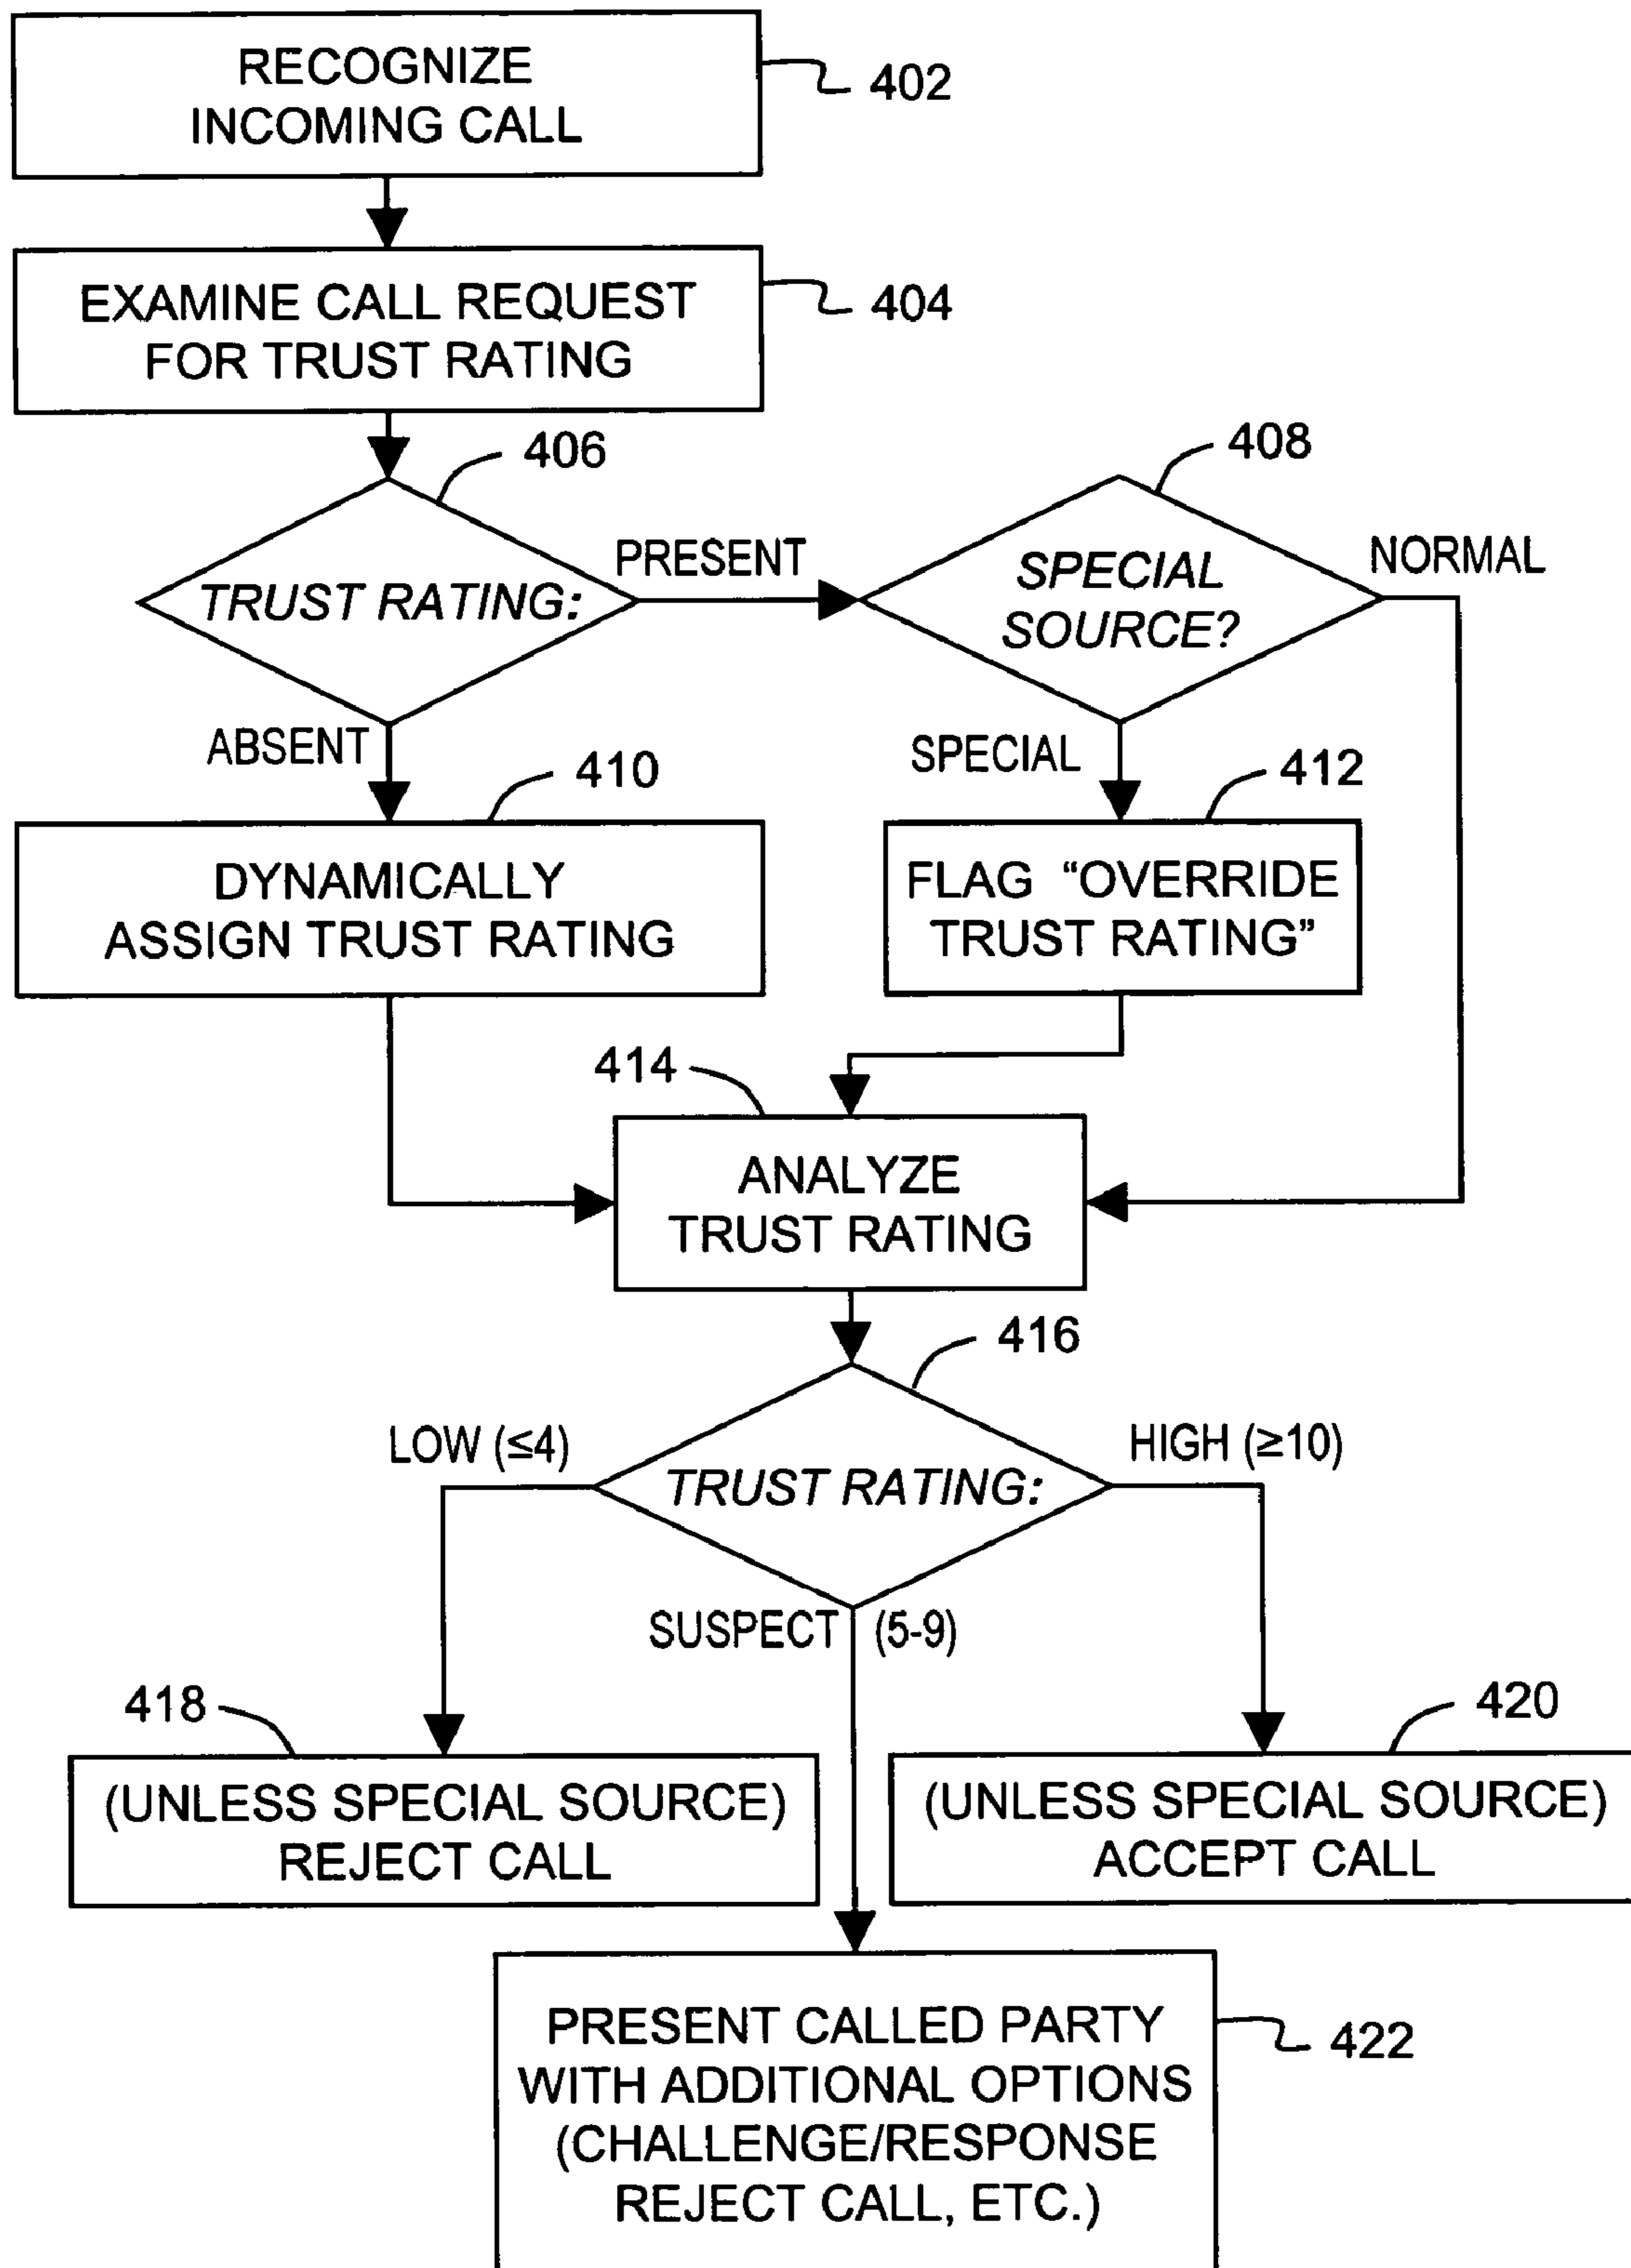 RECOGNIZE
INCOMING CALL
402
EXAMINE CALL REQUEST
FOR TRUST RATING
404
406
TRUST RATING:
PRESENT
ABSENT
408
SPECIAL
SOURCE?
NORMAL
SPECIAL
410
DYNAMICALLY
ASSIGN TRUST RATING
412
FLAG “OVERRIDE
TRUST RATING”
414
ANALYZE
TRUST RATING
416
TRUST RATING:
LOW (≤4)
HIGH (≥10)
SUSPECT (5-9)
418
(UNLESS SPECIAL SOURCE)
REJECT CALL
420
(UNLESS SPECIAL SOURCE)
ACCEPT CALL
PRESENT CALLED PARTY
WITH ADDITIONAL OPTIONS
(CHALLENGE/RESPONSE
REJECT CALL, ETC.)
422